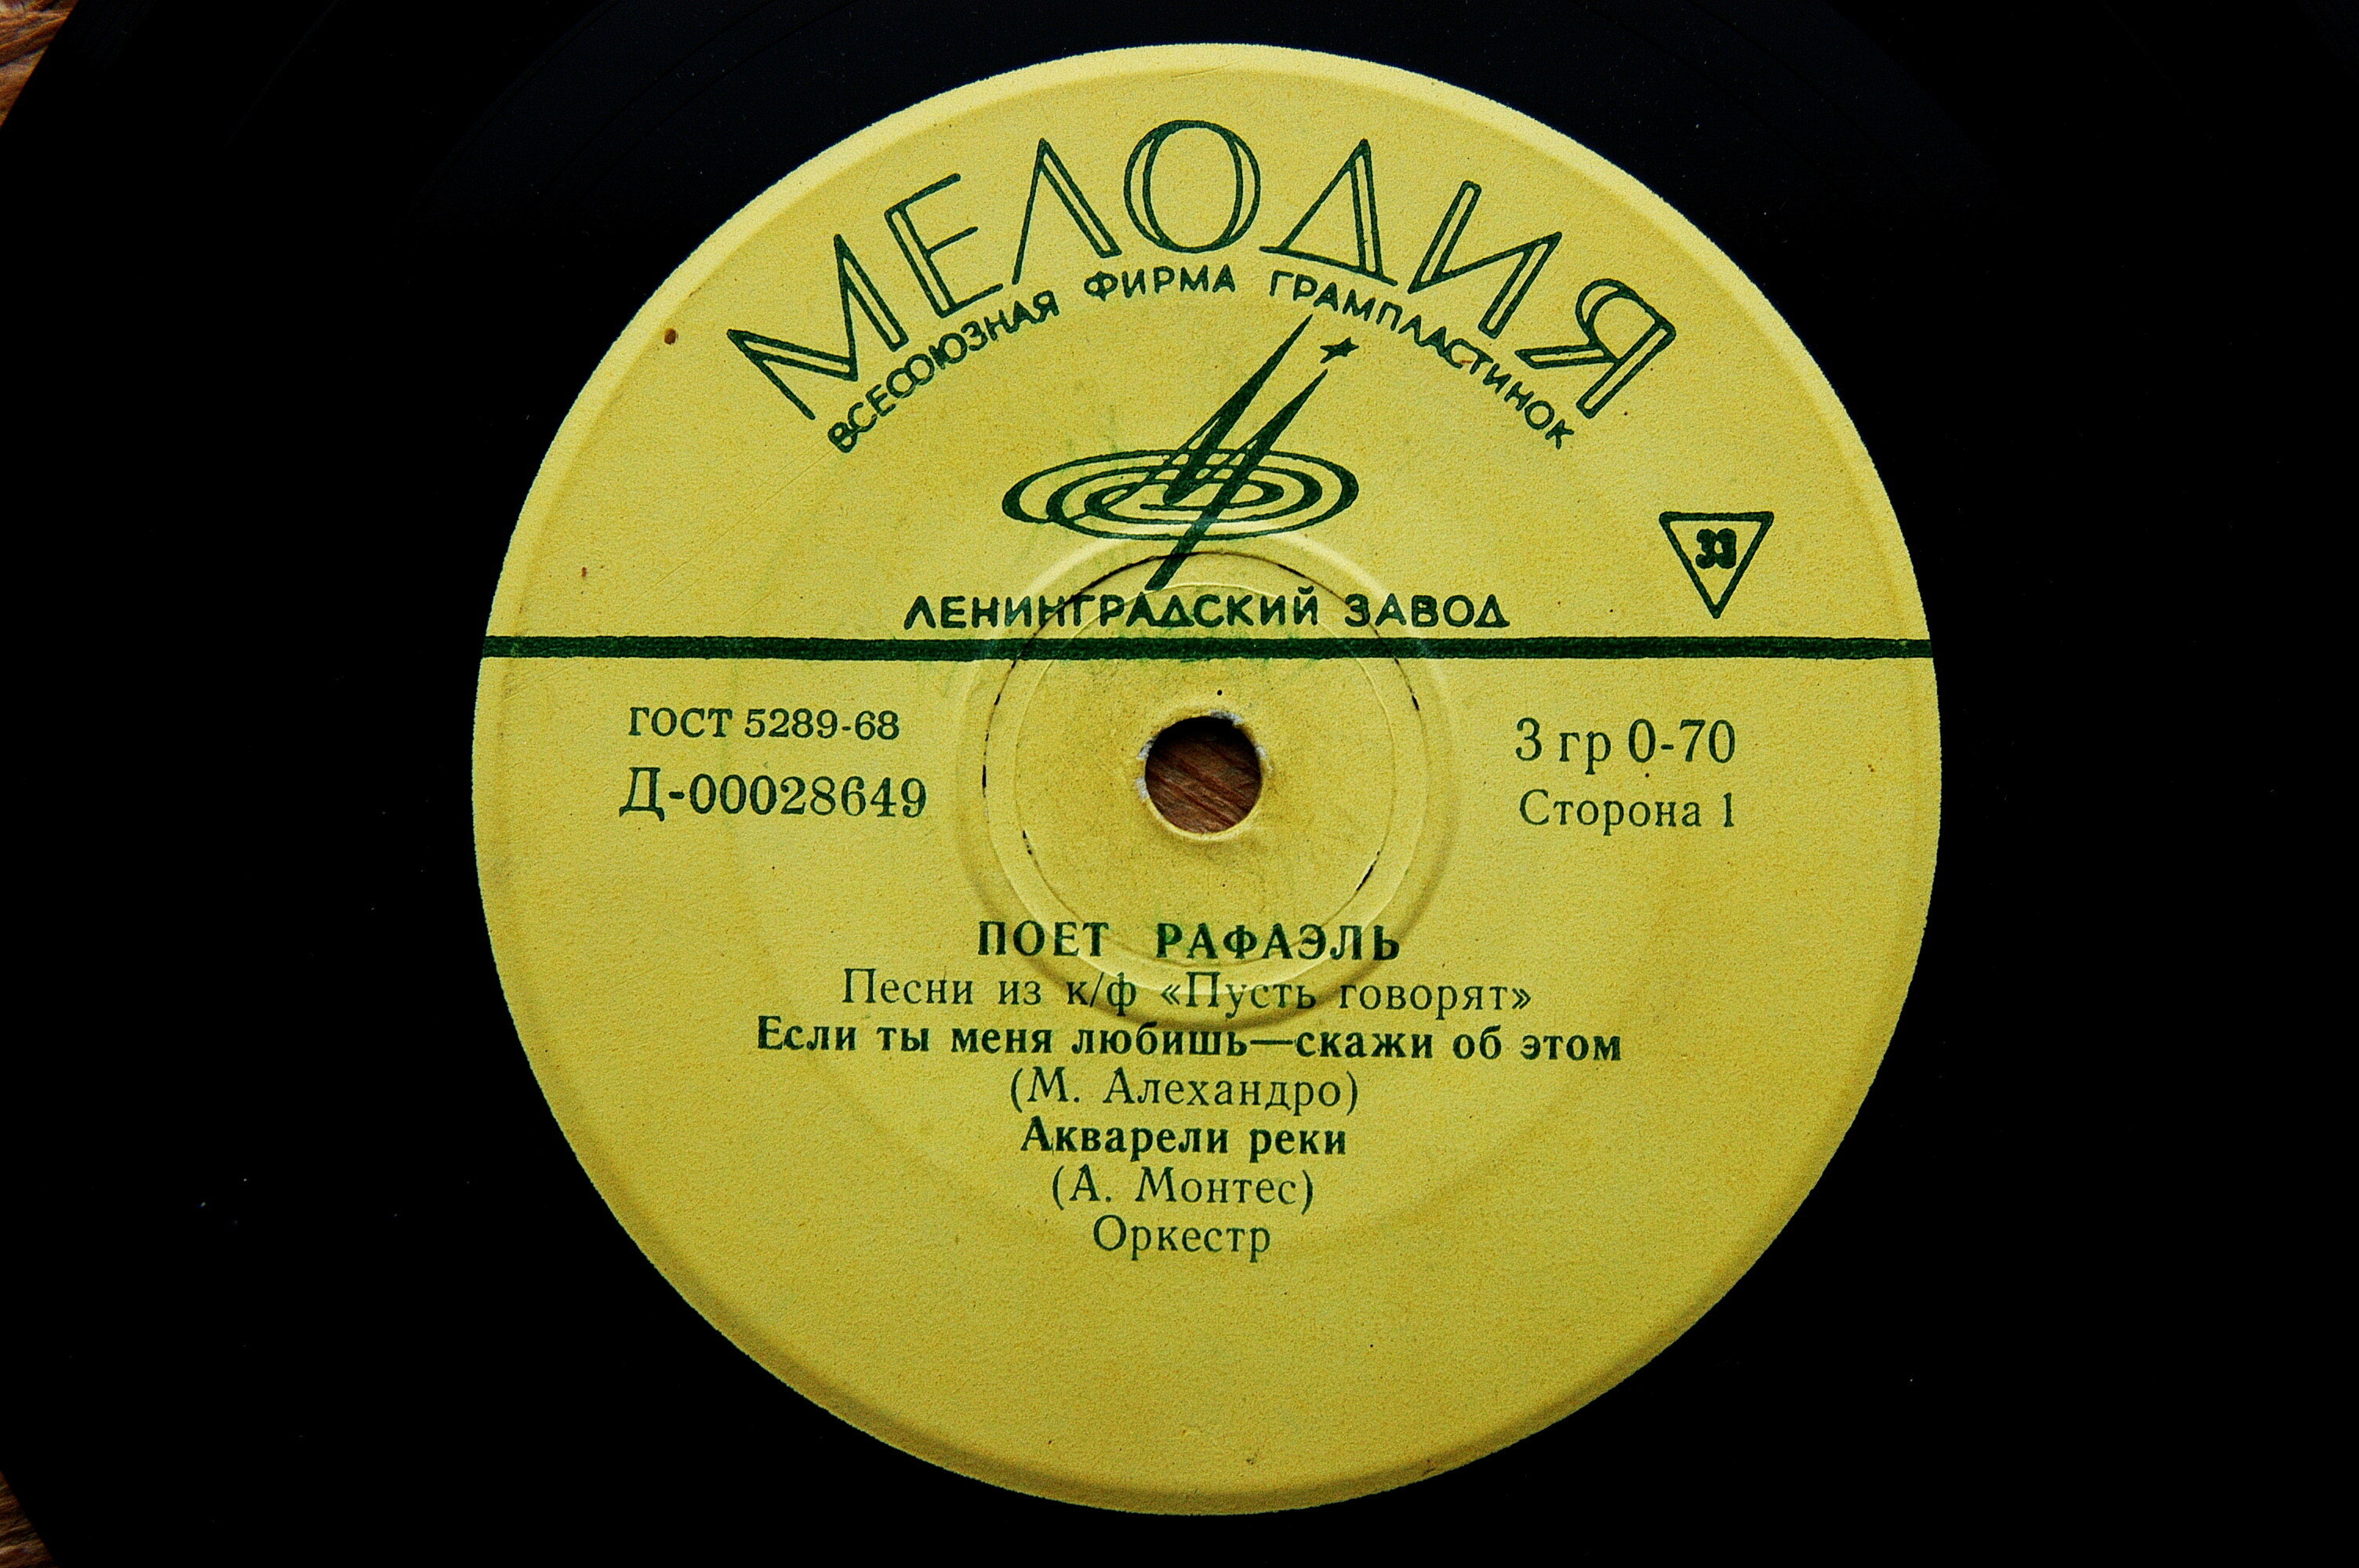 МЕЛОДИЯ
ВСЕСОЮЗНАЯ ФИРМА ГРАМПЛАСТИНОК
33
ЛЕНИНГРАДСКИЙ ЗАВОД
ГОСТ 5289-68
Д-00028649
3 гр 0-70
Сторона 1
ПОЕТ РАФАЭЛЬ
Песни из к/ф «Пусть говорят»
Если ты меня любишь—скажи об этом
(М. Алехандро)
Акварели реки
(А. Монтес)
Оркестр